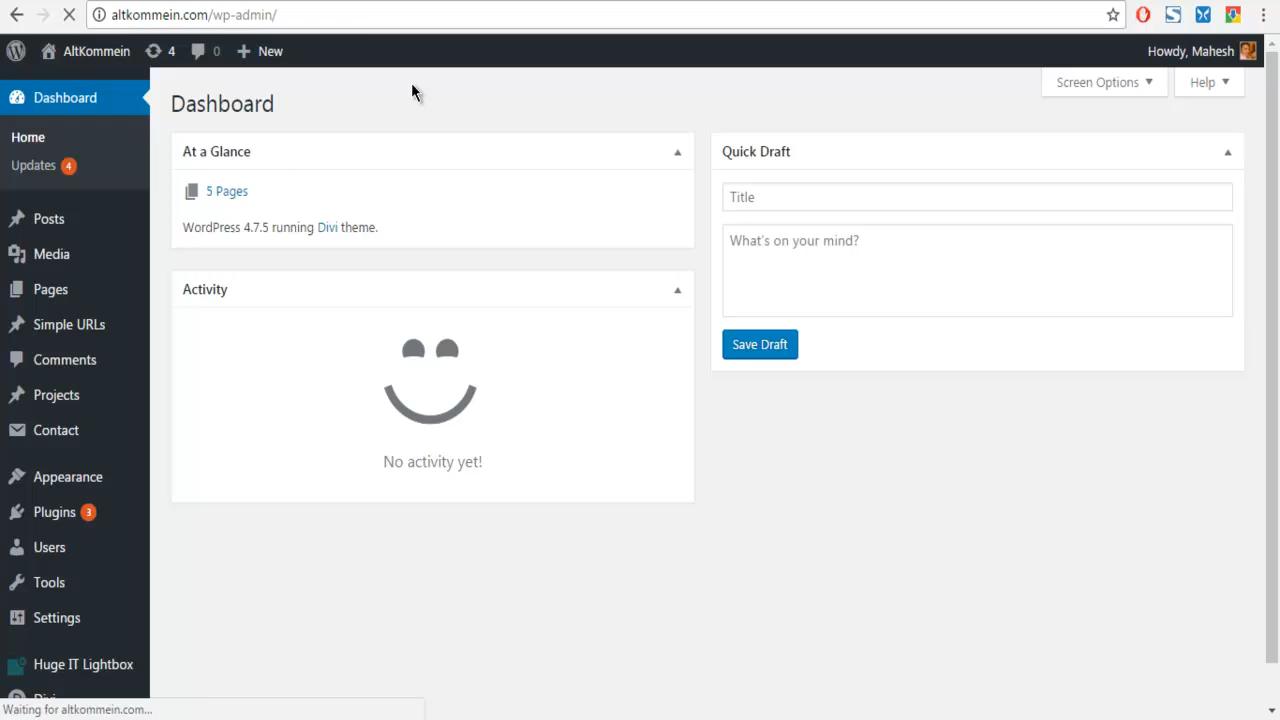 altkommein.com/wp-admin/
AltKommein 4 0 New
Howdy, Mahesh
Dashboard
Home
Updates 4
Posts
Media
Pages
Simple URLs
Comments
Projects
Contact
Appearance
Plugins 3
Users
Tools
Settings
Huge IT Lightbox
Screen Options
Help
Dashboard
At a Glance
5 Pages
WordPress 4.7.5 running Divi theme.
Activity
No activity yet!
Quick Draft
Title
What's on your mind?
Save Draft
Waiting for altkommein.com...